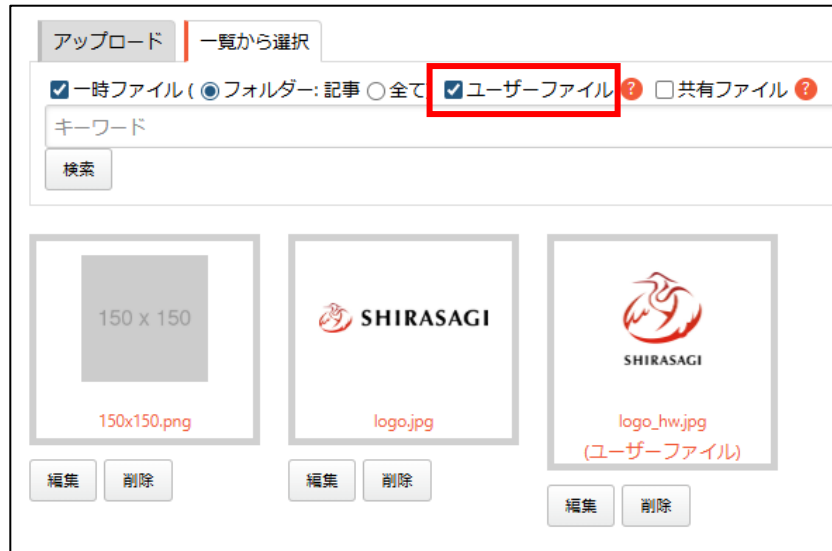 アップロード 一覧から選択
一時ファイル ( フォルダー: 記事 全て ユーザーファイル ? 共有ファイル ?
キーワード
検索
150 x 150 SHIRASAGI SHIRASAGI
150x150.png logo.jpg logo_hw.jpg
(ユーザーファイル)
編集 削除 編集 削除 編集 削除